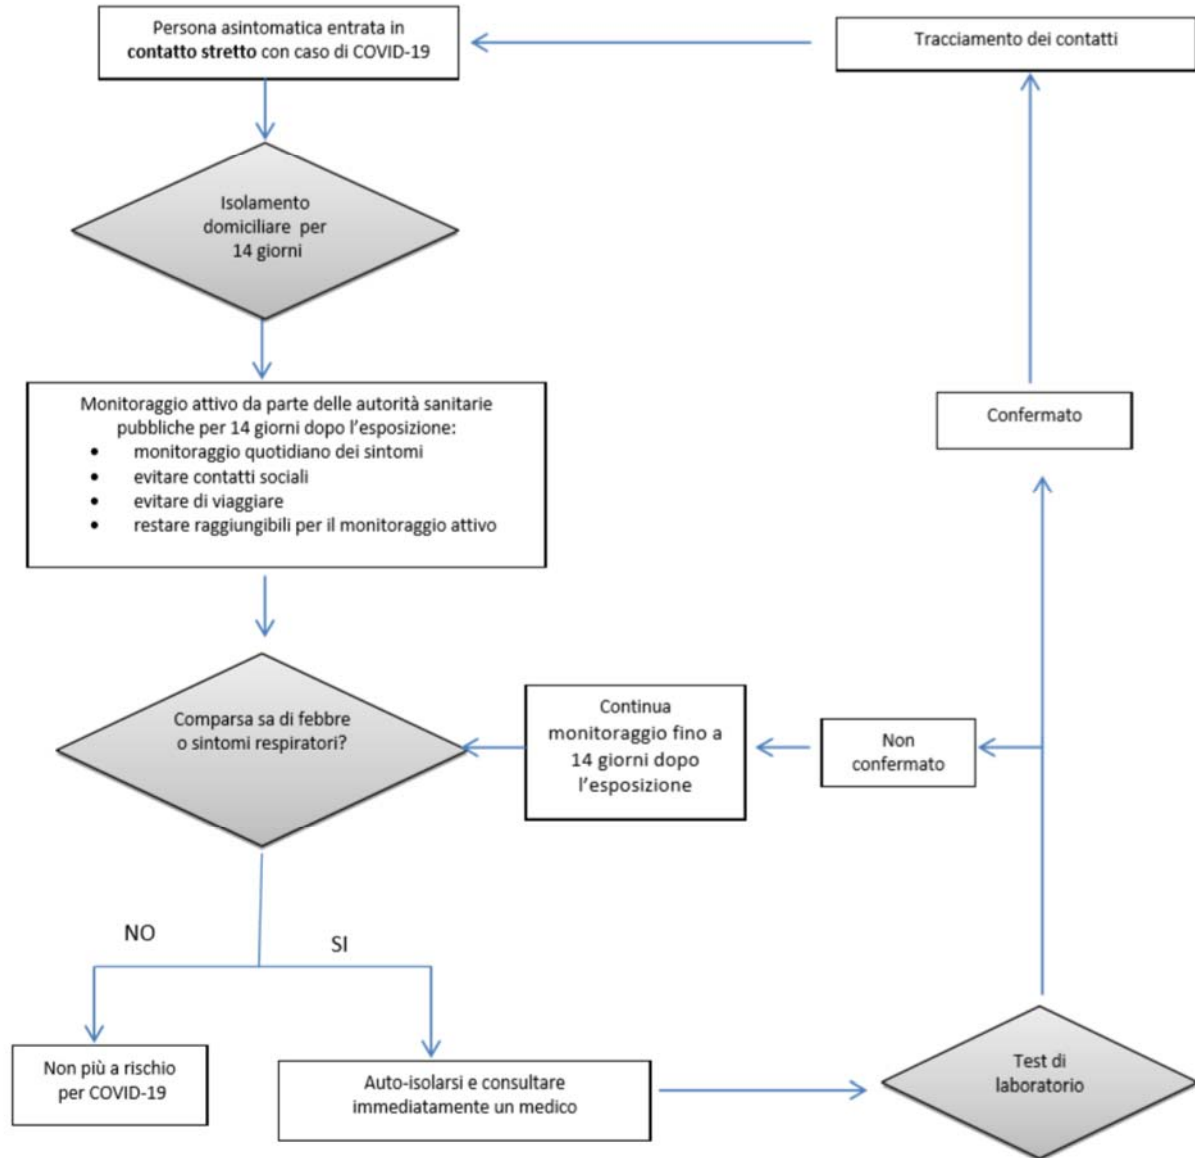 Persona asintomatica entrata in
contatto stretto con caso di COVID-19
Tracciamento dei contatti
Isolamento
domiciliare per
14 giorni
Monitoraggio attivo da parte delle autorità sanitarie
pubbliche per 14 giorni dopo l'esposizione:
• monitoraggio quotidiano dei sintomi
• evitare contatti sociali
• evitare di viaggiare
• restare raggiungibili per il monitoraggio attivo
Confermato
Comparsa sa di febbre
o sintomi respiratori?
Continua
monitoraggio fino a
14 giorni dopo
l'esposizione
Non
confermato
NO
SI
Non più a rischio
per COVID-19
Auto-isolarsi e consultare
immediatamente un medico
Test di
laboratorio